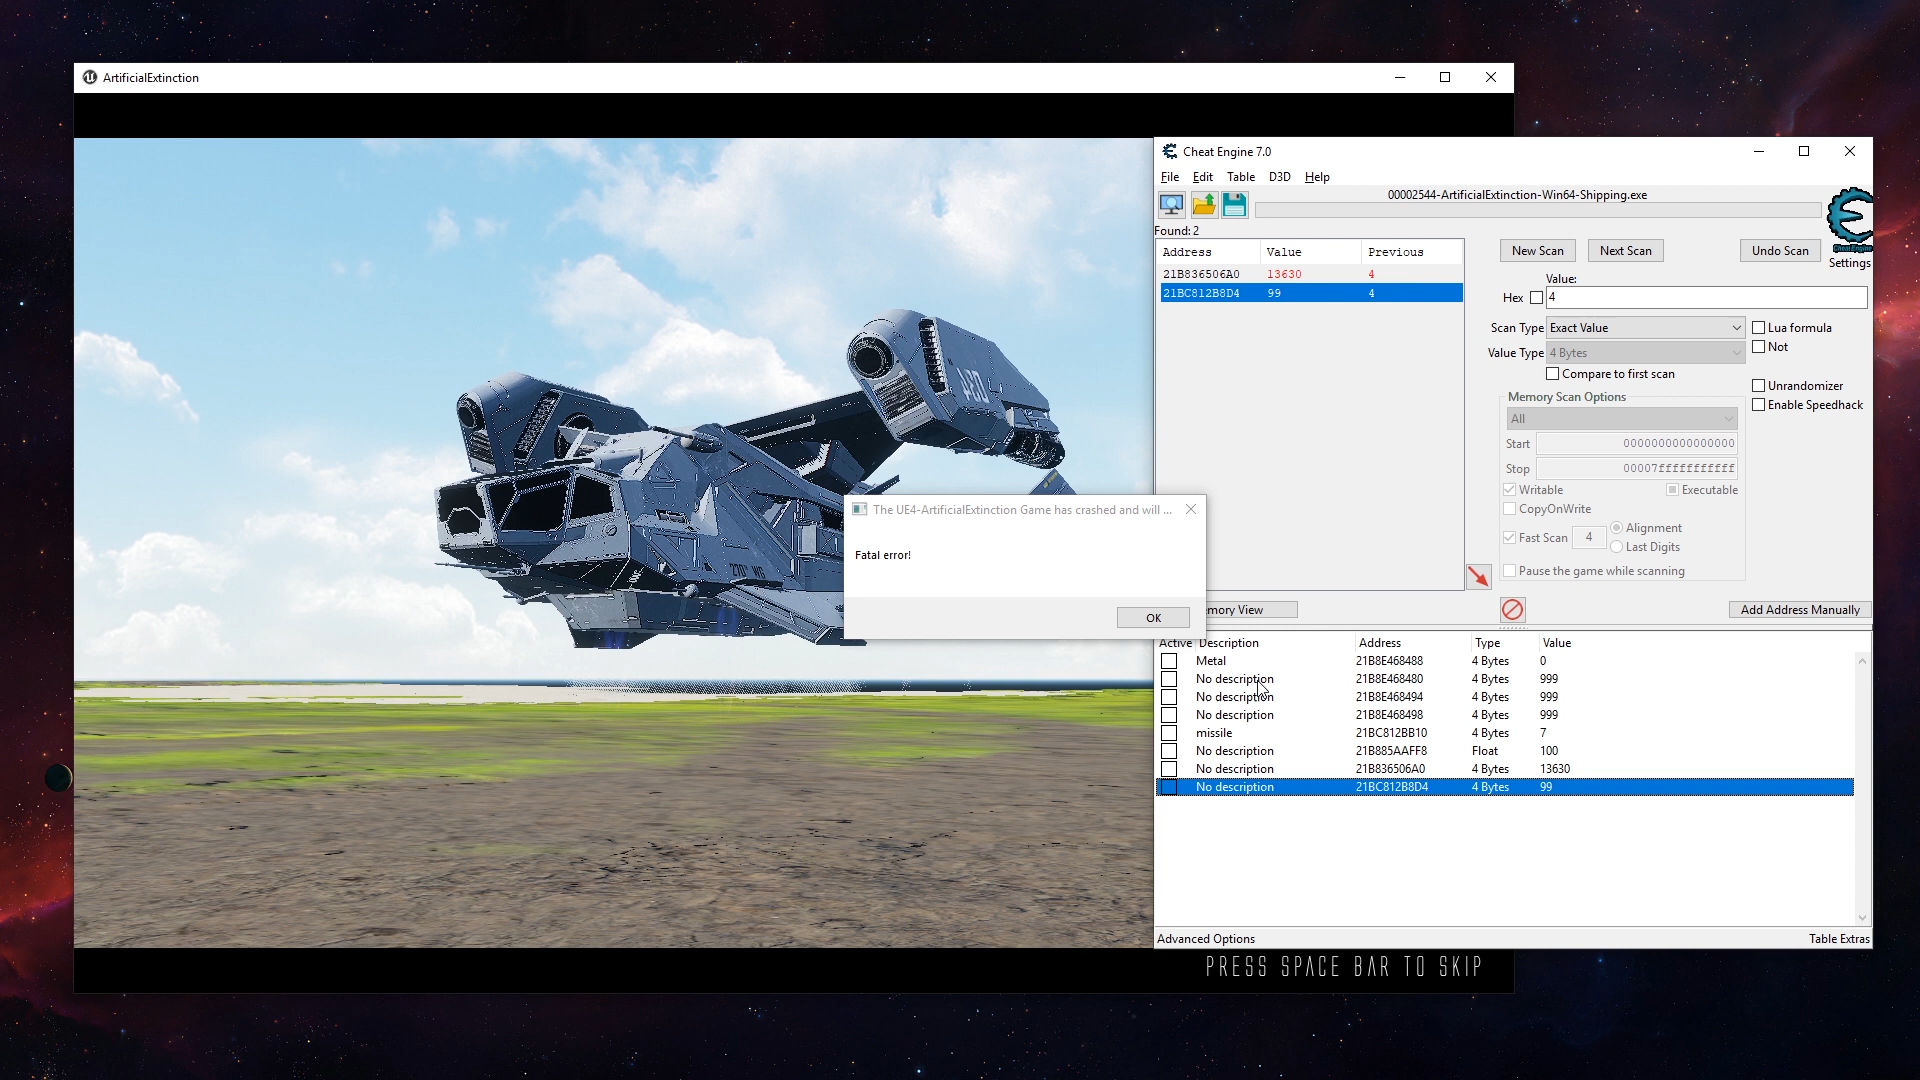 ArtificialExtinction
Cheat Engine 7.0
File Edit Table D3D Help
00002544-ArtificialExtinction-Win64-Shipping.exe
Found: 2
Address Value Previous
21B836506A0 13630 4
21BC812B8D4 99 4
New Scan Next Scan Undo Scan
Cheat Engine
Settings
Value:
Hex 4
Scan Type Exact Value Lua formula
Value Type 4 Bytes Not
Compare to first scan
Memory Scan Options
Unrandomizer
Enable Speedhack
All
Start 0000000000000000
Stop 00007fffffffffff
Writable Executable
CopyOnWrite
Fast Scan 4 Alignment
Last Digits
Pause the game while scanning
emory View Add Address Manually
The UE4-ArtificialExtinction Game has crashed and will ...
Fatal error!
OK
Active Description Address Type Value
Metal 21B8E468488 4 Bytes 0
No description 21B8E468480 4 Bytes 999
No description 21B8E468494 4 Bytes 999
No description 21B8E468498 4 Bytes 999
missile 21BC812BB10 4 Bytes 7
No description 21B885AAFF8 Float 100
No description 21B836506A0 4 Bytes 13630
No description 21BC812B8D4 4 Bytes 99
Advanced Options Table Extras
PRESS SPACE BAR TO SKIP